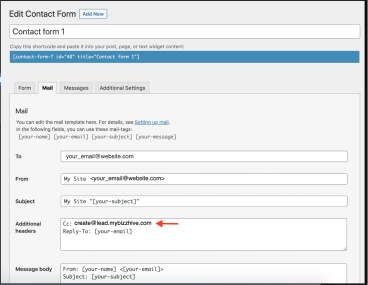 Edit Contact Form Add New
Contact form 1
Copy this shortcode and paste it into your post, page, or text widget content:
[contact-form-7 id="40" title="Contact form 1"]
Form Mail Messages Additional Settings
Mail
You can edit the mail template here. For details, see Setting up mail.
In the following fields, you can use these mail-tags:
[your-name] [your-email] [your-subject] [your-message]
To your_email@website.com
From My Site <your_email@website.com>
Subject My Site "[your-subject]"
Additional headers Cc: create@lead.mybizzhive.com
Reply-To: [your-email]
Message body From: [your-name] <[your-email]>
Subject: [your-subject]